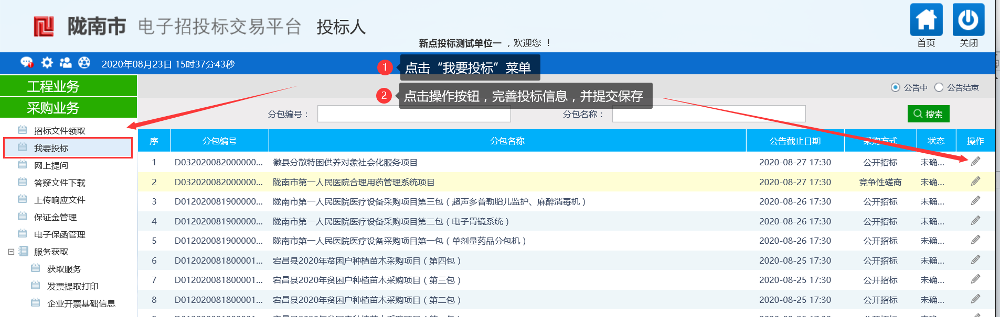 陇南市 电子招投标交易平台 投标人
新点投标测试单位一 ，欢迎您 ！
首页 关闭
2020年08月23日 15时37分43秒
1 点击“我要投标”菜单
2 点击操作按钮，完善投标信息，并提交保存
公告中 公告结束
工程业务
采购业务
招标文件领取
我要投标
网上提问
答疑文件下载
上传响应文件
保证金管理
电子保函管理
服务获取
获取服务
发票提取打印
企业开票基础信息
分包编号： 分包名称： 搜索
序 分包编号 分包名称 公告截止日期 采购方式 状态 操作
1 D032020082000000... 徽县分散特困供养对象社会化服务项目 2020-08-27 17:30 公开招标 未确...
2 D032020082000000... 陇南市第一人民医院合理用药管理系统项目 2020-08-27 17:30 竞争性磋商 未确...
3 D012020081900000... 陇南市第一人民医院医疗设备采购项目第三包（超声多普勒胎儿监护、麻醉消毒机） 2020-08-26 17:30 公开招标 未确...
4 D012020081900000... 陇南市第一人民医院医疗设备采购项目第二包（电子胃镜系统） 2020-08-26 17:30 公开招标 未确...
5 D012020081900000... 陇南市第一人民医院医疗设备采购项目第一包（单剂量药品分包机） 2020-08-26 17:30 公开招标 未确...
6 D012020081800001... 宕昌县2020年贫困户种植苗木采购项目（第四包） 2020-08-25 17:30 公开招标 未确...
7 D012020081800001... 宕昌县2020年贫困户种植苗木采购项目（第三包） 2020-08-25 17:30 公开招标 未确...
8 D012020081800001... 宕昌县2020年贫困户种植苗木采购项目（第二包） 2020-08-25 17:30 公开招标 未确...